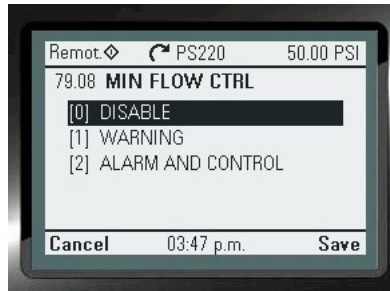 Remot. PS220 50.00 PSI
79.08 MIN FLOW CTRL
[0] DISABLE
[1] WARNING
[2] ALARM AND CONTROL
Cancel 03:47 p.m. Save